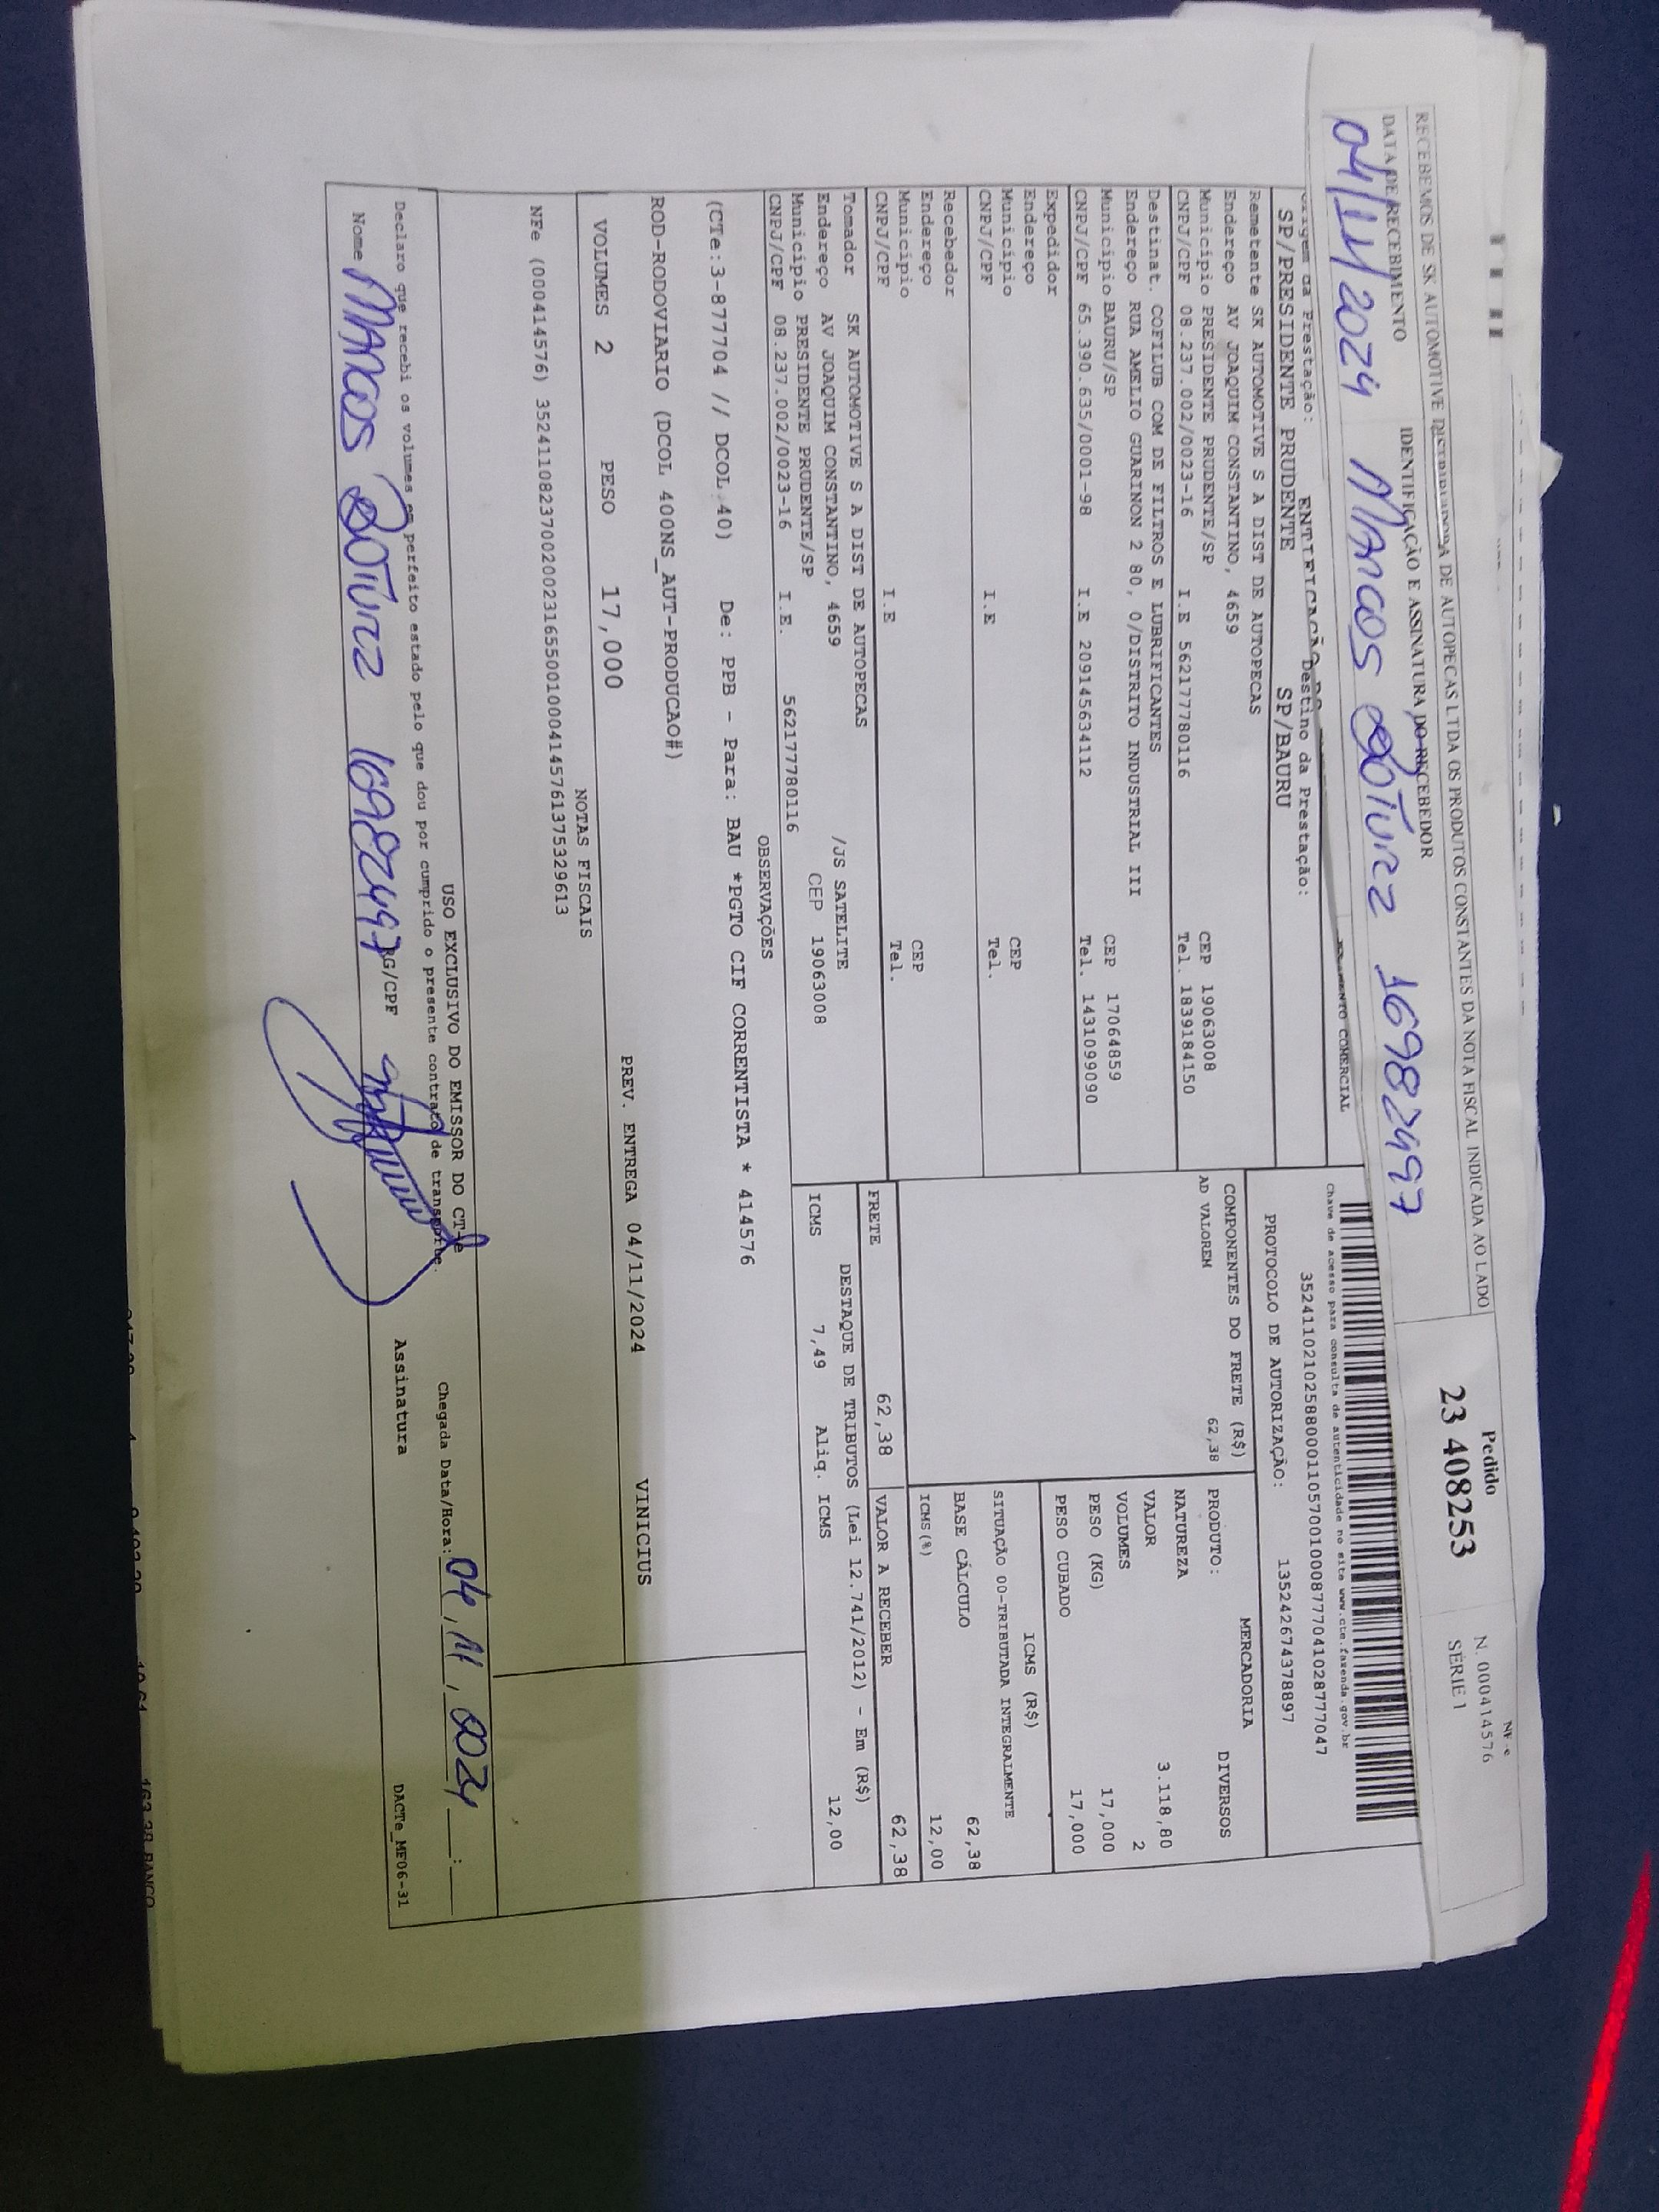 RECEBEMOS DE SK AUTOMOTIVE DISTRIBUIDORA DE AUTOPECAS LTDA OS PRODUTOS CONSTANTES DA NOTA FISCAL INDICADA AO LADO
DATA DE RECEBIMENTO IDENTIFICAÇÃO E ASSINATURA DO RECEBEDOR
04/11/2024 MARCOS BOTURA 16982497
Pedido
23 408253
NF-e
N. 000414576
SÉRIE 1
Chave de acesso para consulta de autenticidade no site www.cte.fazenda.gov.br
35241102102588000110570010008777041028777047
PROTOCOLO DE AUTORIZAÇÃO: 135242674378897
Origem da Prestação: Destino da Prestação:
SP/PRESIDENTE PRUDENTE SP/BAURU
Remetente SK AUTOMOTIVE S A DIST DE AUTOPECAS
Endereço AV JOAQUIM CONSTANTINO, 4659
Município PRESIDENTE PRUDENTE/SP CEP 19063008
CNPJ/CPF 08.237.002/0023-16 I.E 562177780116 Tel. 1839184150
Destinat. COFILUB COM DE FILTROS E LUBRIFICANTES
Endereço RUA AMELIO GUARINON 2 80, 0/DISTRITO INDUSTRIAL III
Município BAURU/SP CEP 17064859
CNPJ/CPF 65.390.635/0001-98 I.E 209145634112 Tel. 1431099090
Expedidor
Endereço
Município CEP
CNPJ/CPF I.E Tel.
Recebedor
Endereço
Município CEP
CNPJ/CPF I.E Tel.
Tomador SK AUTOMOTIVE S A DIST DE AUTOPECAS
Endereço AV JOAQUIM CONSTANTINO, 4659 /JS SATELITE
Município PRESIDENTE PRUDENTE/SP CEP 19063008
CNPJ/CPF 08.237.002/0023-16 I.E. 562177780116
COMPONENTES DO FRETE (R$)
AD VALOREM 62,38
MERCADORIA
PRODUTO: DIVERSOS
NATUREZA
VALOR 3.118,80
VOLUMES 2
PESO (KG) 17,000
PESO CUBADO 17,000
ICMS (R$)
SITUAÇÃO 00-TRIBUTADA INTEGRALMENTE
BASE CÁLCULO 62,38
ICMS(%) 12,00
FRETE 62,38 VALOR A RECEBER 62,38
DESTAQUE DE TRIBUTOS (Lei 12.741/2012) - Em (R$)
ICMS 7,49 Aliq. ICMS 12,00
OBSERVAÇÕES
(CTe:3-877704 // DCOL 40) De: PPB - Para: BAU *PGTO CIF CORRENTISTA * 414576
ROD-RODOVIARIO (DCOL 400NS_AUT-PRODUCAO#)
PREV. ENTREGA 04/11/2024 VINICIUS
VOLUMES 2 PESO 17,000
NOTAS FISCAIS
NFe (000414576) 35241108237002002316550010004145761375329613
USO EXCLUSIVO DO EMISSOR DO CT-e
Declaro que recebi os volumes em perfeito estado pelo que dou por cumprido o presente contrato de transporte.
Chegada Data/Hora: 04/11/2024 __:__
Nome MARCOS BOTURA 16982497 RG/CPF Assinatura
DACTe_MF06-31